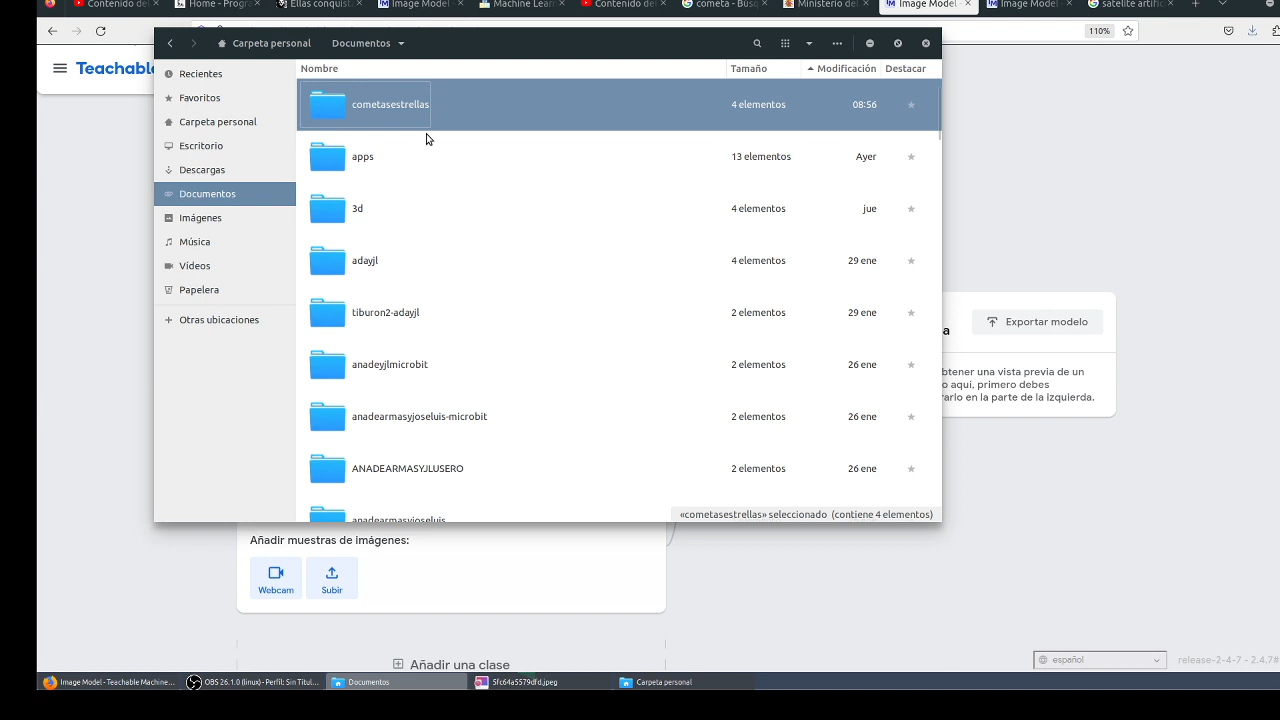 Contenido del
Home - Progra
Ellas conquist
Image Model -
Machine Learn
Contenido del
cometa - Búsq
Ministerio de
Image Model -
Image Model -
satelite artific
110%
Carpeta personal Documentos
Teachable
Recientes
Favoritos
Carpeta personal
Escritorio
Descargas
Documentos
Imágenes
Música
Vídeos
Papelera
Otras ubicaciones
Nombre Tamaño Modificación Destacar
cometasestrellas 4 elementos 08:56
apps 13 elementos Ayer
3d 4 elementos jue
adayjl 4 elementos 29 ene
tiburon2-adayjl 2 elementos 29 ene
anadeyjlmicrobit 2 elementos 26 ene
anadearmasyjoseluis-microbit 2 elementos 26 ene
ANADEARMASYJLUSERO 2 elementos 26 ene
anadearmasyjoseluis
«cometasestrellas» seleccionado (contiene 4 elementos)
a
Exportar modelo
btener una vista previa de un
o aquí, primero debes
rarlo en la parte de la izquierda.
Añadir muestras de imágenes:
Webcam Subir
Añadir una clase
español
release-2-4-7 - 2.4.7#
Image Model - Teachable Machine...
OBS 26.1.0 (linux) - Perfil: Sin Títul...
Documentos
5fc64a5579dfd.jpeg
Carpeta personal